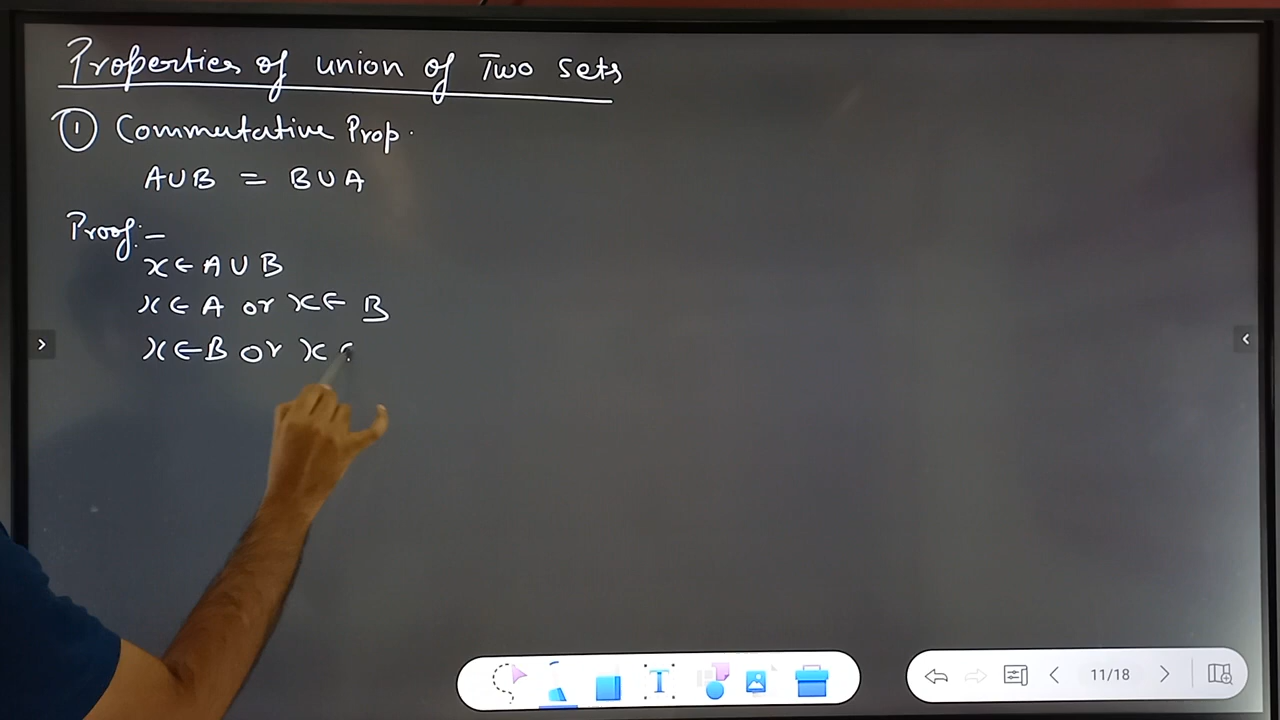 Properties of union of Two sets
① Commutative Prop.
A∪B = B∪A
Proof:-
x∈A∪B
x∈A or x∈ B
x∈B or x ∈
T
11/18